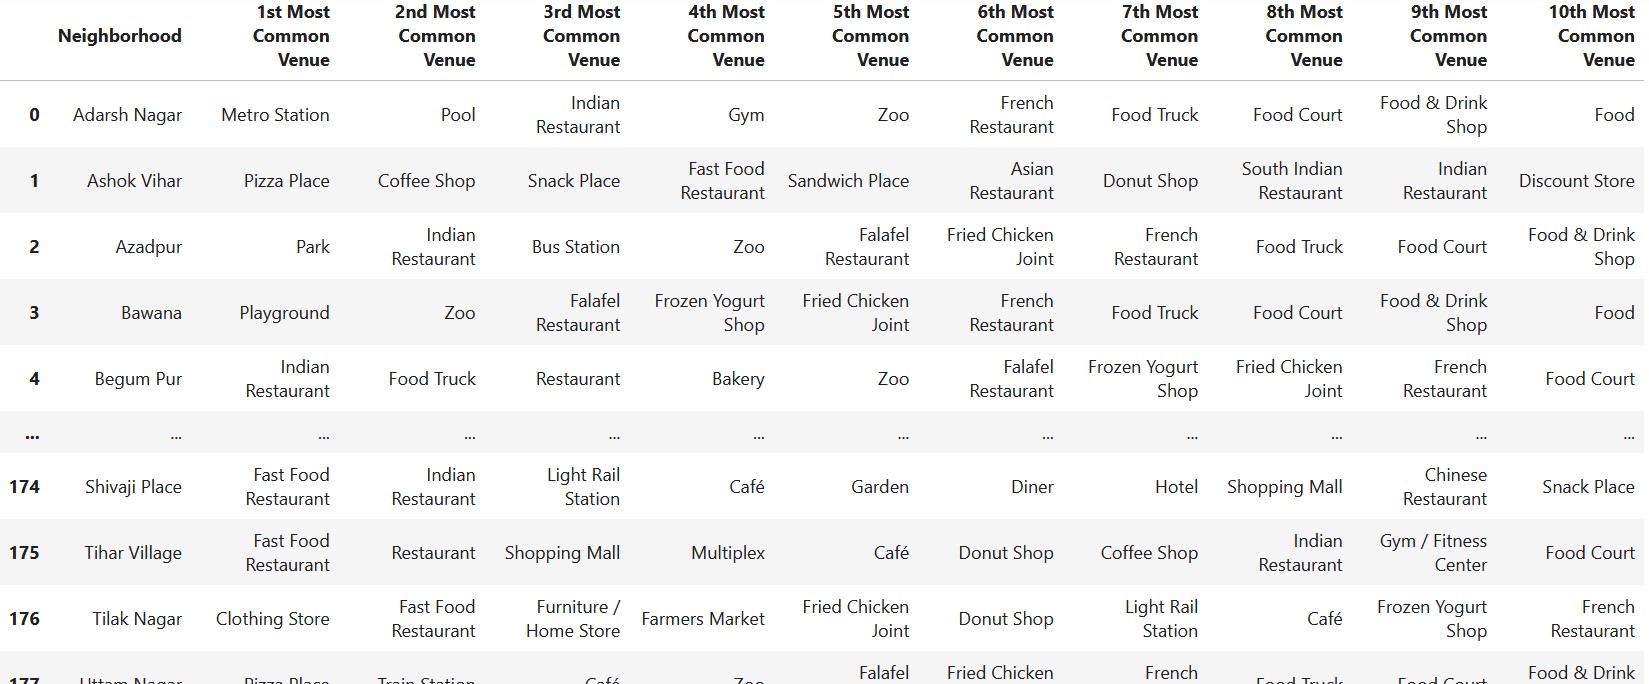 Neighborhood 1st Most Common Venue 2nd Most Common Venue 3rd Most Common Venue 4th Most Common Venue 5th Most Common Venue 6th Most Common Venue 7th Most Common Venue 8th Most Common Venue 9th Most Common Venue 10th Most Common Venue
0 Adarsh Nagar Metro Station Pool Indian Restaurant Gym Zoo French Restaurant Food Truck Food Court Food & Drink Shop Food
1 Ashok Vihar Pizza Place Coffee Shop Snack Place Fast Food Restaurant Sandwich Place Asian Restaurant Donut Shop South Indian Restaurant Indian Restaurant Discount Store
2 Azadpur Park Indian Restaurant Bus Station Zoo Falafel Restaurant Fried Chicken Joint French Restaurant Food Truck Food Court Food & Drink Shop
3 Bawana Playground Zoo Falafel Restaurant Frozen Yogurt Shop Fried Chicken Joint French Restaurant Food Truck Food Court Food & Drink Shop Food
4 Begum Pur Indian Restaurant Food Truck Restaurant Bakery Zoo Falafel Restaurant Frozen Yogurt Shop Fried Chicken Joint French Restaurant Food Court
... ... ... ... ... ... ... ... ... ... ... ...
174 Shivaji Place Fast Food Restaurant Indian Restaurant Light Rail Station Café Garden Diner Hotel Shopping Mall Chinese Restaurant Snack Place
175 Tihar Village Fast Food Restaurant Restaurant Shopping Mall Multiplex Café Donut Shop Coffee Shop Indian Restaurant Gym / Fitness Center Food Court
176 Tilak Nagar Clothing Store Fast Food Restaurant Furniture / Home Store Farmers Market Fried Chicken Joint Donut Shop Light Rail Station Café Frozen Yogurt Shop French Restaurant
177 Uttam Nagar Pizza Place Train Station Café Zoo Falafel Fried Chicken French Food Truck Food Court Food & Drink